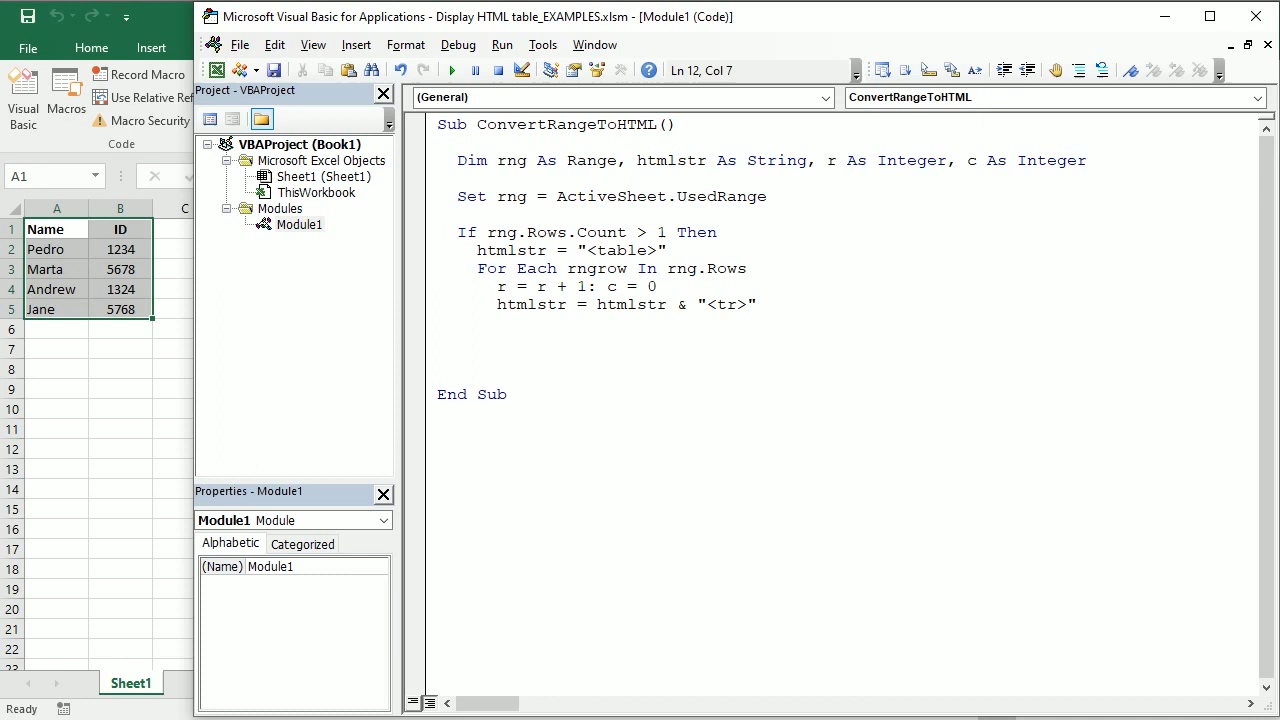 Microsoft Visual Basic for Applications - Display HTML table_EXAMPLES.xlsm - [Module1 (Code)]
File Home Insert
File Edit View Insert Format Debug Run Tools Window
Ln 12, Col 7
Record Macro
Use Relative Ref
Macro Security
Visual Basic
Macros
Code
A1
A B C
1 Name ID
2 Pedro 1234
3 Marta 5678
4 Andrew 1324
5 Jane 5768
6
7
8
9
10
11
12
13
14
15
16
17
18
19
20
21
22
23
Sheet1
Ready
Project - VBAProject
VBAProject (Book1)
Microsoft Excel Objects
Sheet1 (Sheet1)
ThisWorkbook
Modules
Module1
Properties - Module1
Module1 Module
Alphabetic Categorized
(Name) Module1
(General) ConvertRangeToHTML
Sub ConvertRangeToHTML()
Dim rng As Range, htmlstr As String, r As Integer, c As Integer
Set rng = ActiveSheet.UsedRange
If rng.Rows.Count > 1 Then
htmlstr = "<table>"
For Each rngrow In rng.Rows
r = r + 1: c = 0
htmlstr = htmlstr & "<tr>"
End Sub